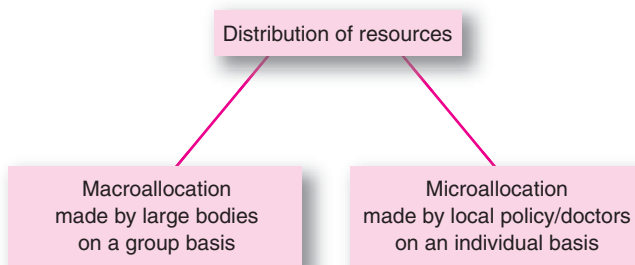 Distribution of resources
Macroallocation
made by large bodies
on a group basis
Microallocation
made by local policy/doctors
on an individual basis